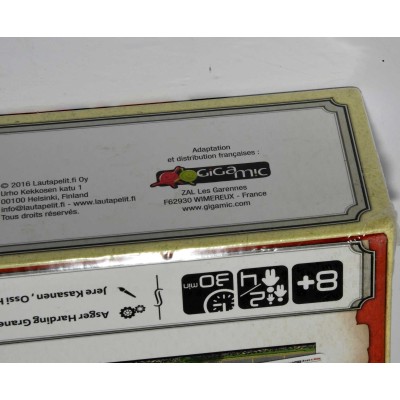 © 2016 Lautapelit.fi Oy
Urho Kekkosen katu 1
00100 Helsinki, Finland
info@lautapelit.fi - www.lautapelit.fi
Tous droits réservés.
Adaptation
et distribution françaises :
GIGAMIC
ZAL Les Garennes
F62930 WIMEREUX - France
www.gigamic.com
8+
2 4
15 30
min
Asger Harding Grane
Jere Kasanen, Ossi